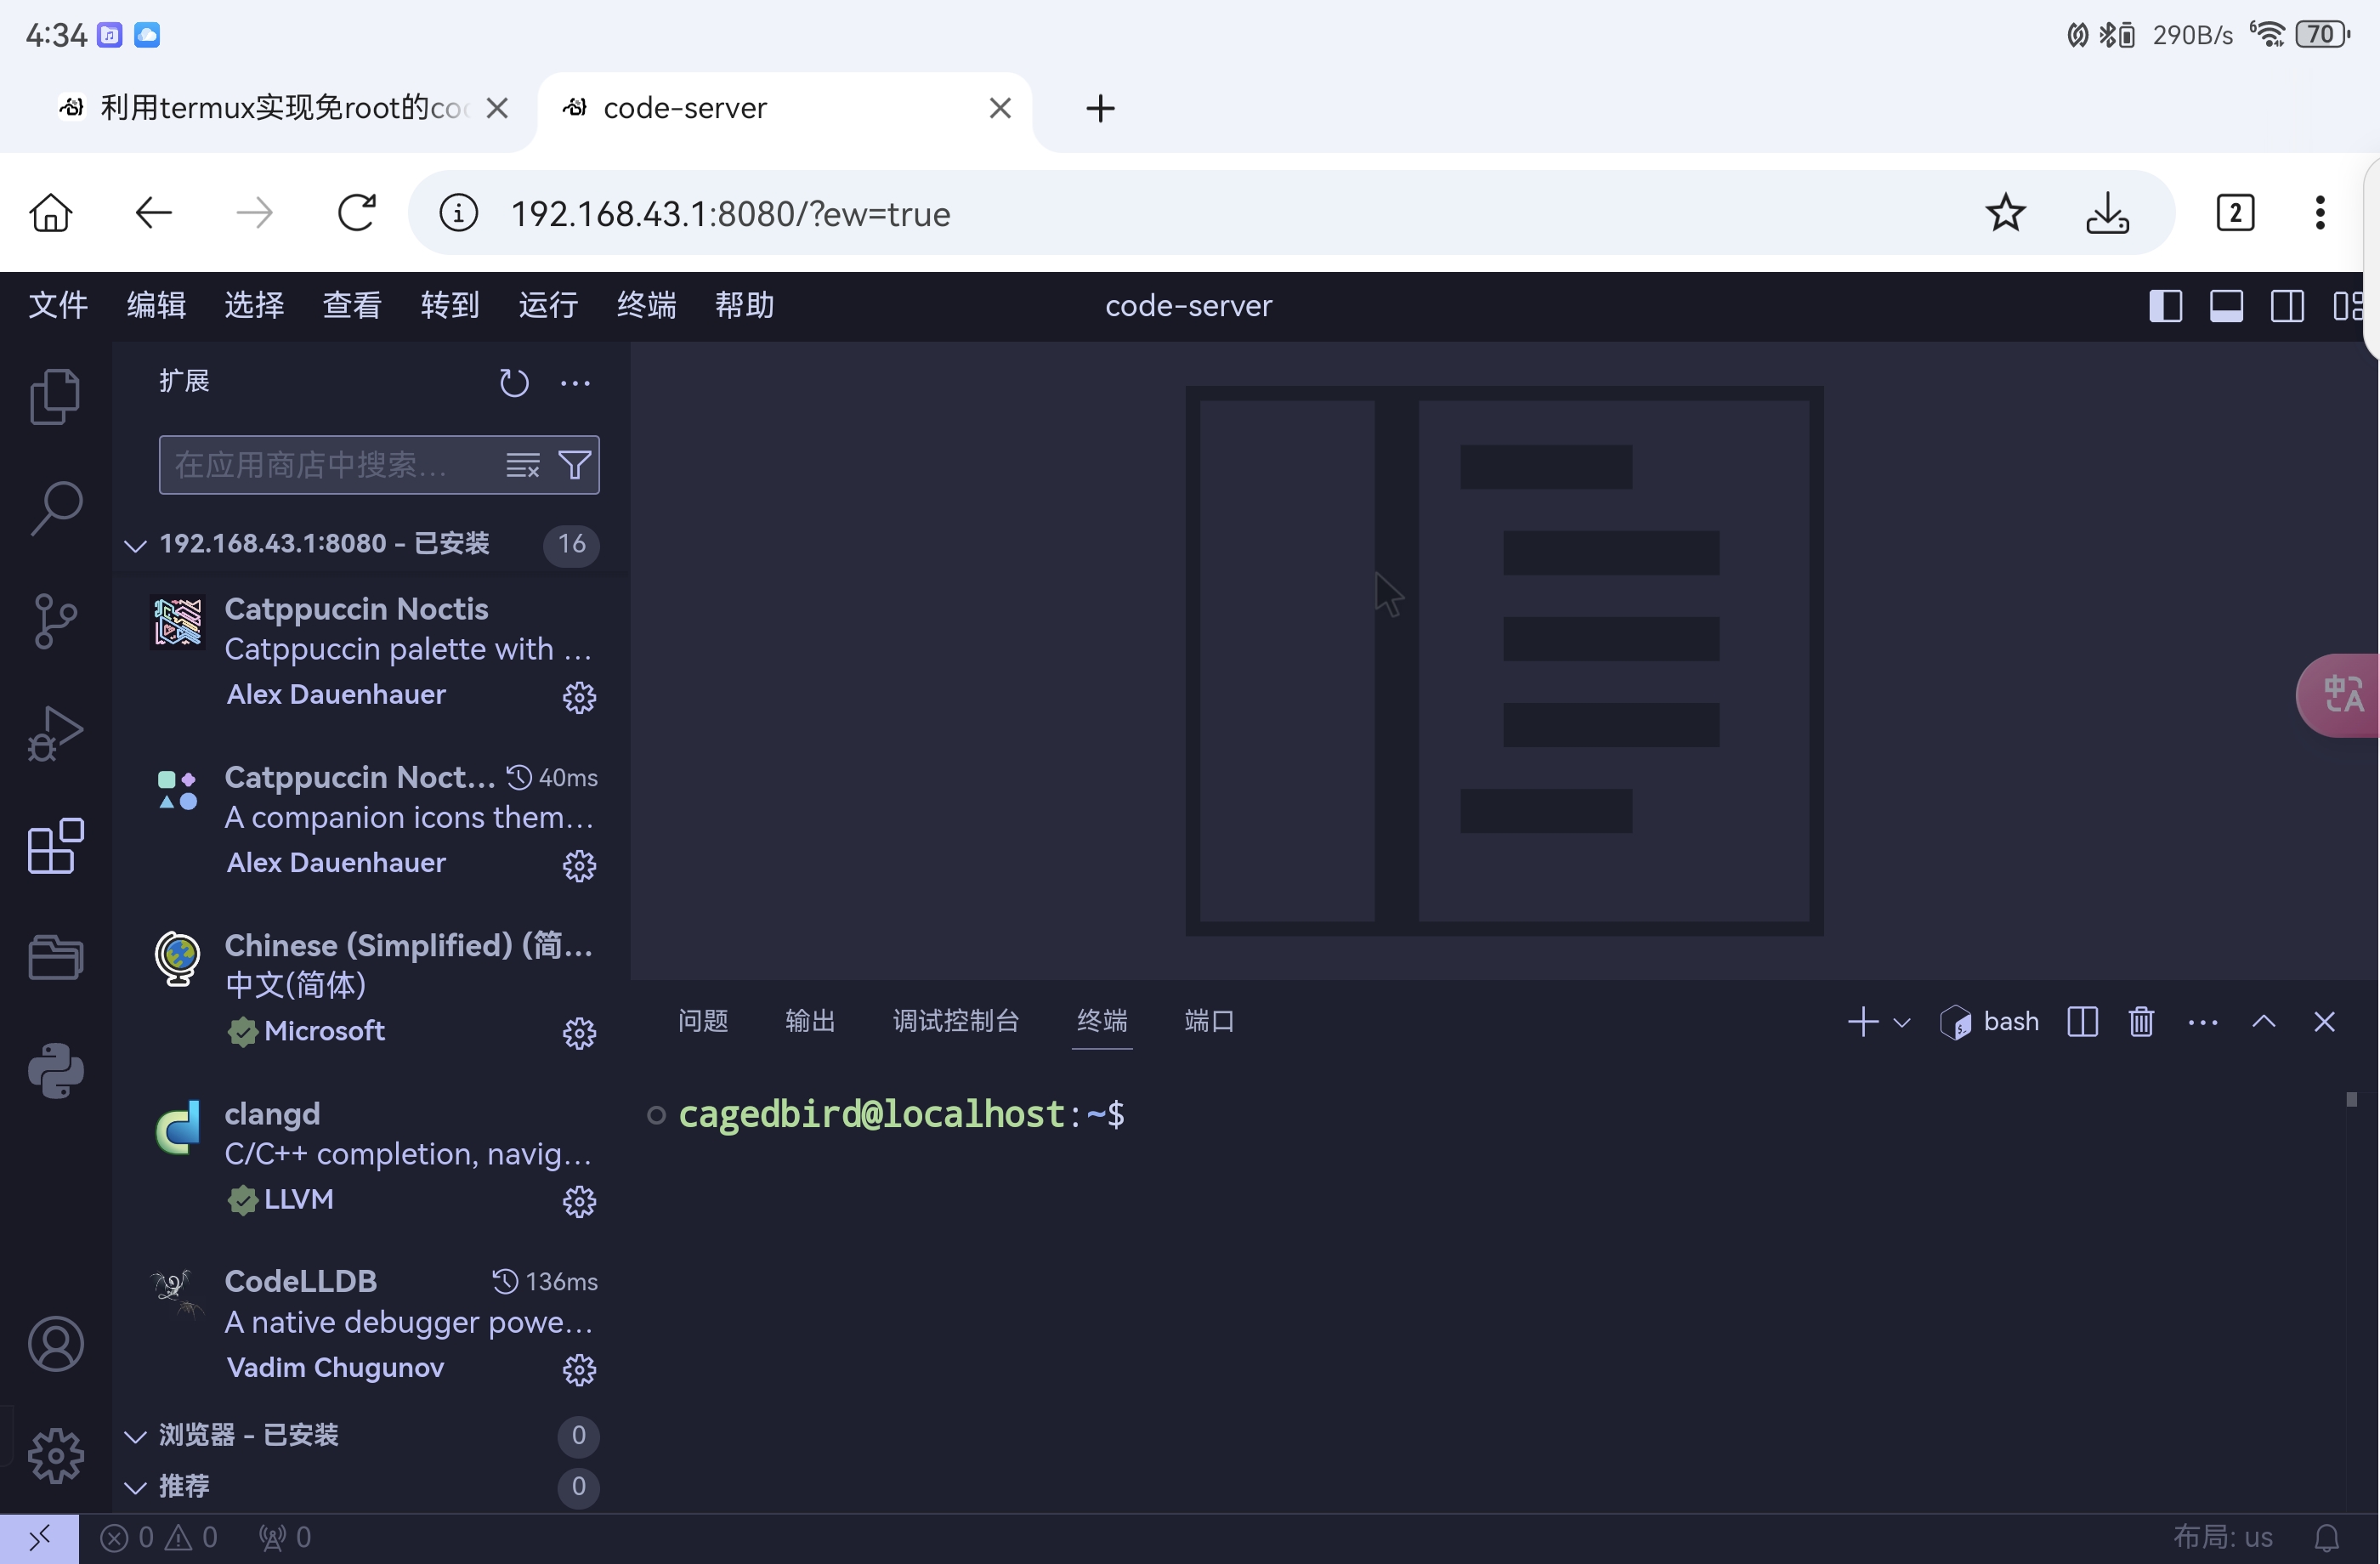 4:34
290B/s
6
70
利用termux实现免root的co
code-server
2
192.168.43.1:8080/?ew=true
文件 编辑 选择 查看 转到 运行 终端 帮助
code-server
扩展
在应用商店中搜索...
192.168.43.1:8080 - 已安装
16
Catppuccin Noctis
Catppuccin palette with ...
Alex Dauenhauer
Catppuccin Noct... 40ms
A companion icons them...
Alex Dauenhauer
Chinese (Simplified) (简...
中文(简体)
Microsoft
clangd
C/C++ completion, navig...
LLVM
CodeLLDB 136ms
A native debugger powe...
Vadim Chugunov
浏览器 - 已安装 0
推荐 0
问题 输出 调试控制台 终端 端口
bash
cagedbird@localhost:~$
中A
0 0 0
布局: us